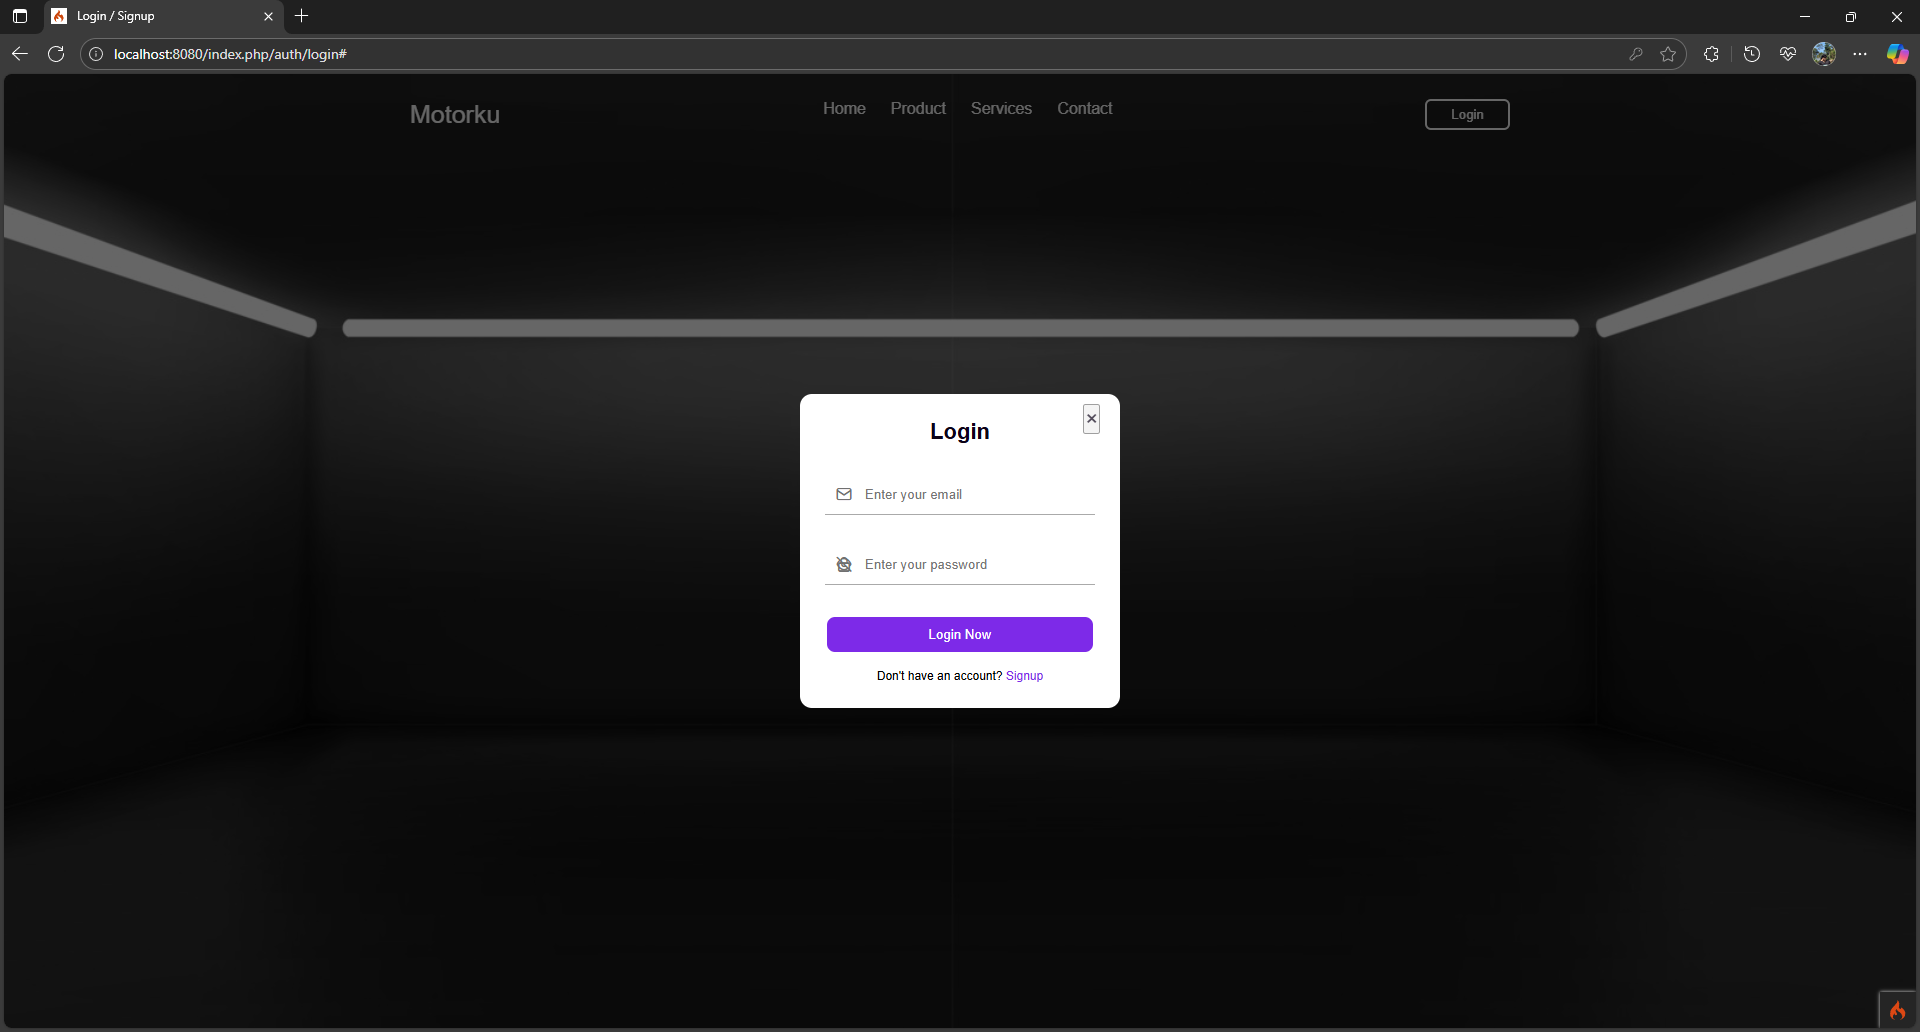 Login / Signup
localhost:8080/index.php/auth/login#
Motorku
Home Product Services Contact
Login
Login
Enter your email
Enter your password
Login Now
Don't have an account? Signup